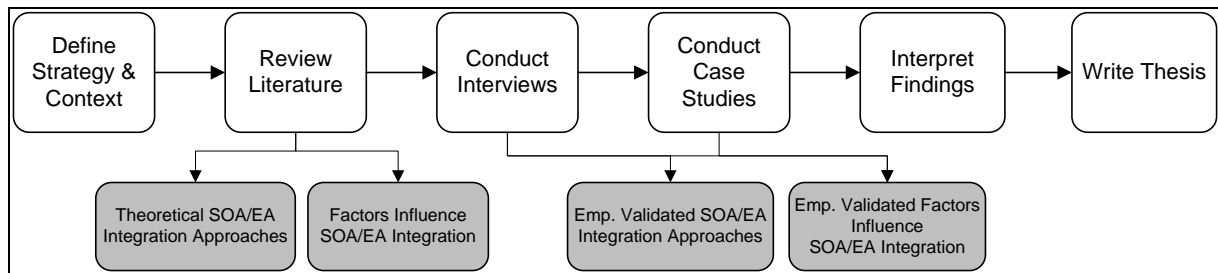 Define
Strategy &
Context
Review
Literature
Conduct
Interviews
Conduct
Case
Studies
Interpret
Findings
Write Thesis
Theoretical SOA/EA
Integration Approaches
Factors Influence
SOA/EA Integration
Emp. Validated SOA/EA
Integration Approaches
Emp. Validated Factors
Influence
SOA/EA Integration